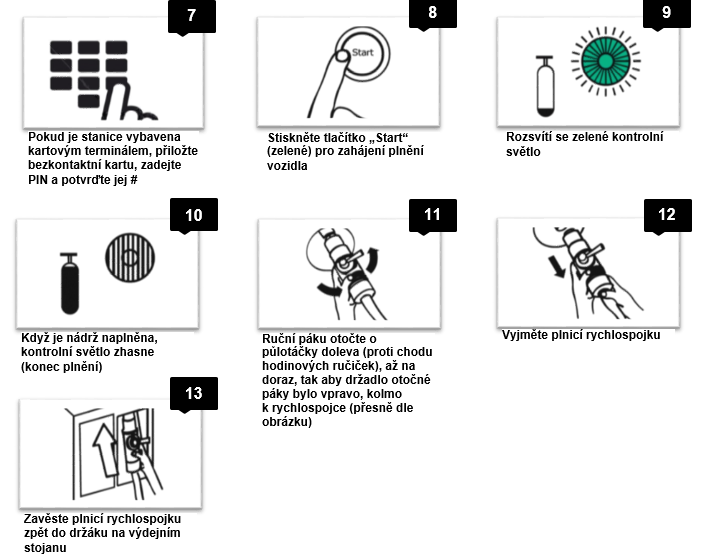 7
Pokud je stanice vybavena
kartovým terminálem, přiložte
bezkontaktní kartu, zadejte
PIN a potvrďte jej #
8
Start
Stiskněte tlačítko „Start“
(zelené) pro zahájení plnění
vozidla
9
Rozsvítí se zelené kontrolní
světlo
10
Když je nádrž naplněna,
kontrolní světlo zhasne
(konec plnění)
11
Ruční páku otočte o
půlotáčky doleva (proti chodu
hodinových ručiček), až na
doraz, tak aby držadlo otočné
páky bylo vpravo, kolmo
k rychlospojce (přesně dle
obrázku)
12
Vyjměte plnicí rychlospojku
13
Zavěste plnicí rychlospojku
zpět do držáku na výdejním
stojanu